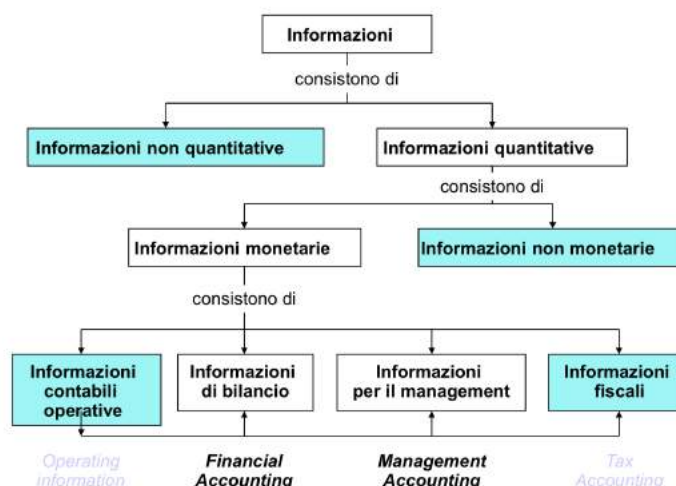 Informazioni
consistono di
Informazioni non quantitative
Informazioni quantitative
consistono di
Informazioni monetarie
Informazioni non monetarie
consistono di
Informazioni
contabili
operative
Informazioni
di bilancio
Informazioni
per il management
Informazioni
fiscali
Operating
information
Financial
Accounting
Management
Accounting
Tax
Accounting